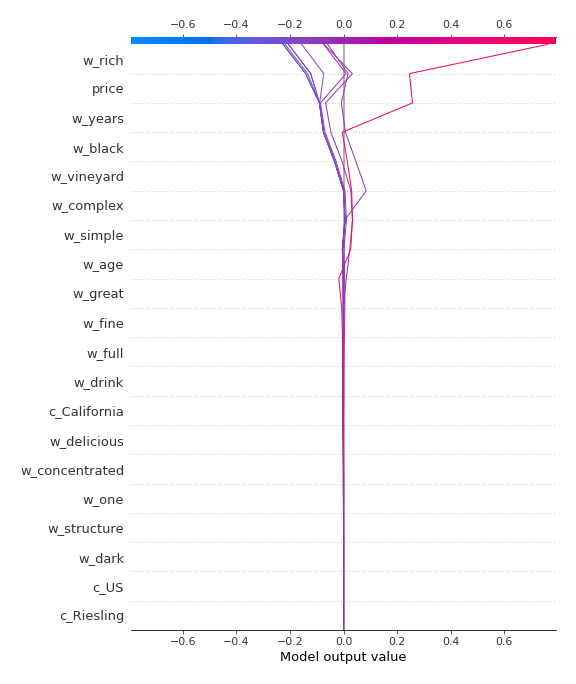 −0.6 −0.4 −0.2 0.0 0.2 0.4 0.6
w_rich
price
w_years
w_black
w_vineyard
w_complex
w_simple
w_age
w_great
w_fine
w_full
w_drink
c_California
w_delicious
w_concentrated
w_one
w_structure
w_dark
c_US
c_Riesling
−0.6 −0.4 −0.2 0.0 0.2 0.4 0.6
Model output value